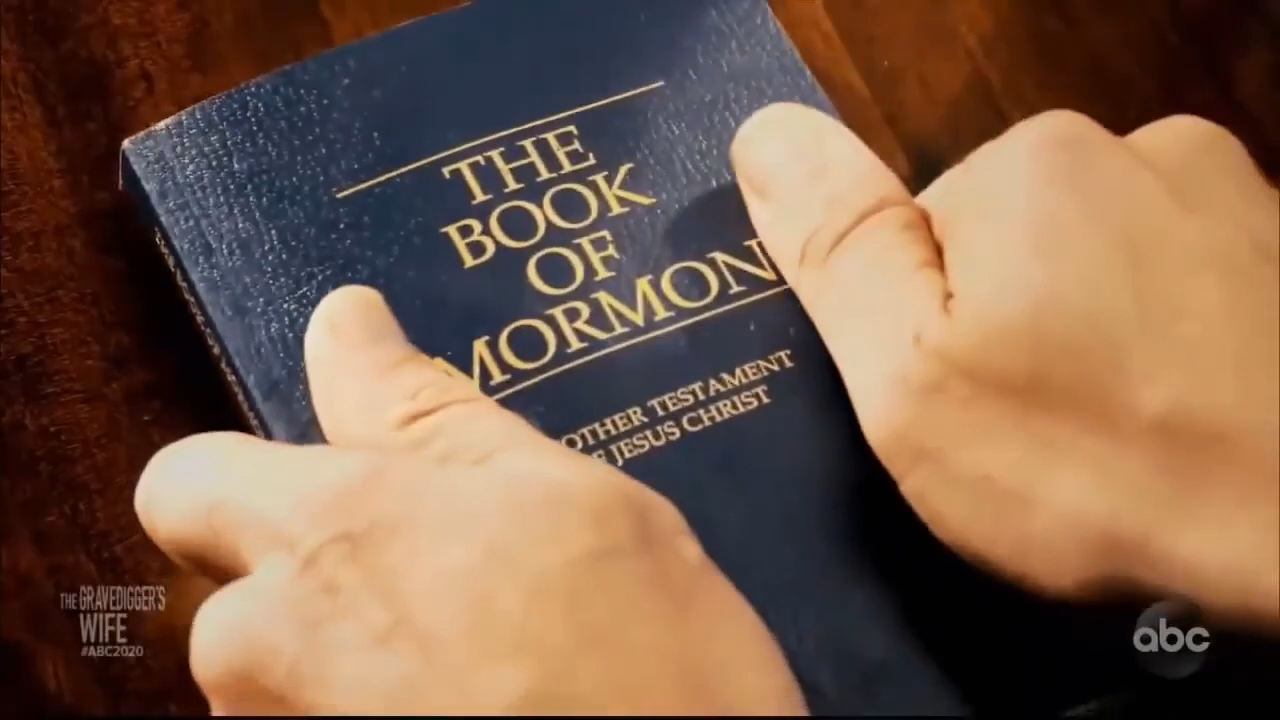 THE
BOOK
OF
MORMON
OTHER TESTAMENT
JESUS CHRIST
THE GRAVEDIGGER'S
WIFE
#ABC2020
abc